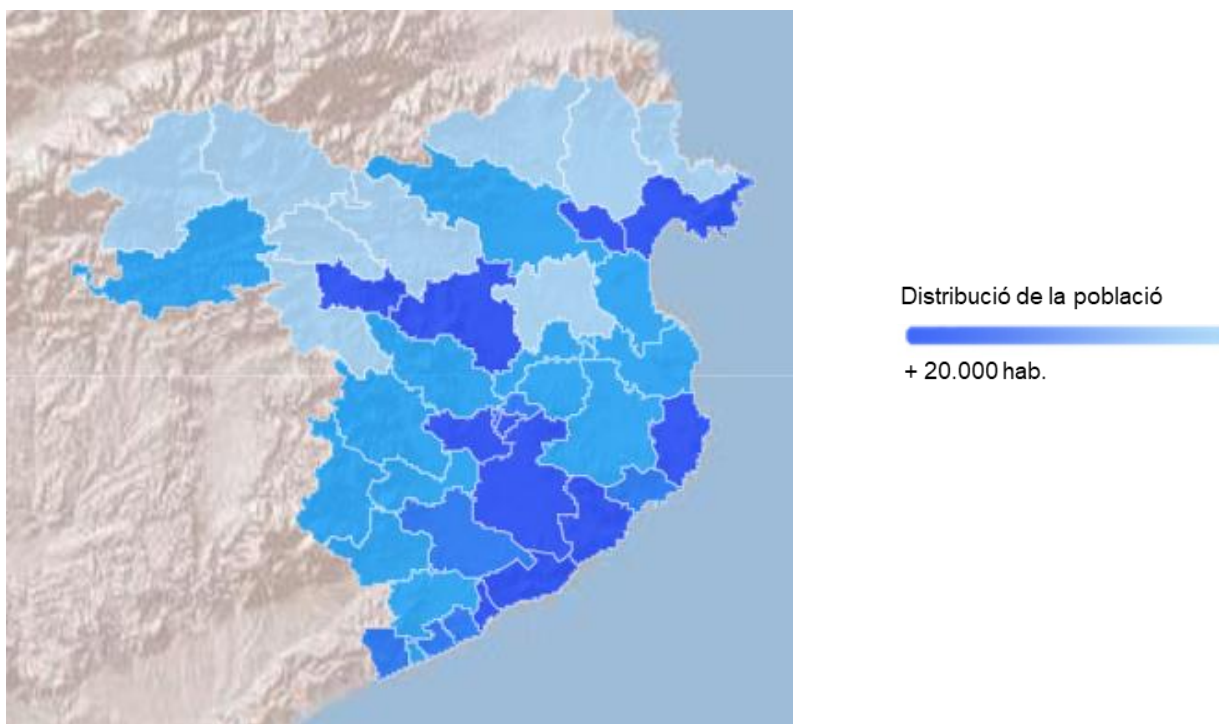 Distribució de la població
+ 20.000 hab.